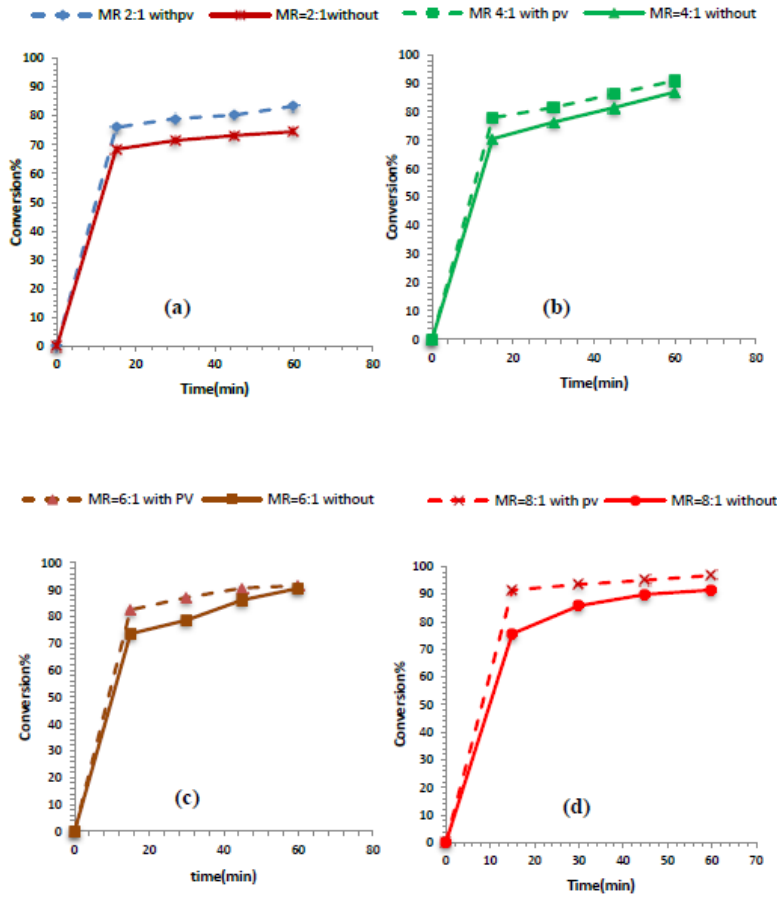 MR 2:1 withpv MR=2:1without
100
90
80
70
60
50
40
30
20
10
0
Conversion%
(a)
0 20 40 60 80
Time(min)
MR 4:1 with pv MR=4:1 without
100
90
80
70
60
50
40
30
20
10
0
Conversion%
(b)
0 20 40 60 80
Time(min)
MR=6:1 with PV MR=6:1 without
100
90
80
70
60
50
40
30
20
10
0
Conversion%
(c)
0 20 40 60 80
time(min)
MR=8:1 with pv MR=8:1 without
100
90
80
70
60
50
40
30
20
10
0
Conversion%
(d)
0 10 20 30 40 50 60 70
Time(min)